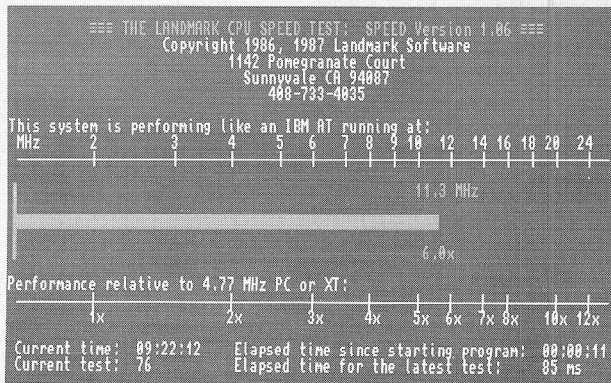 === THE LANDMARK CPU SPEED TEST: SPEED Version 1.06 ===
Copyright 1986, 1987 Landmark Software
1142 Pomegranate Court
Sunnyvale CA 94087
408-733-4035
This system is performing like an IBM AT running at:
MHz 2 3 4 5 6 7 8 9 10 12 14 16 18 20 24
11.3 MHz
6.0x
Performance relative to 4.77 MHz PC or XT:
1x 2x 3x 4x 5x 6x 7x 8x 10x 12x
Current time: 09:22:12 Elapsed time since starting program: 00:00:11
Current test: 76 Elapsed time for the latest test: 85 ms